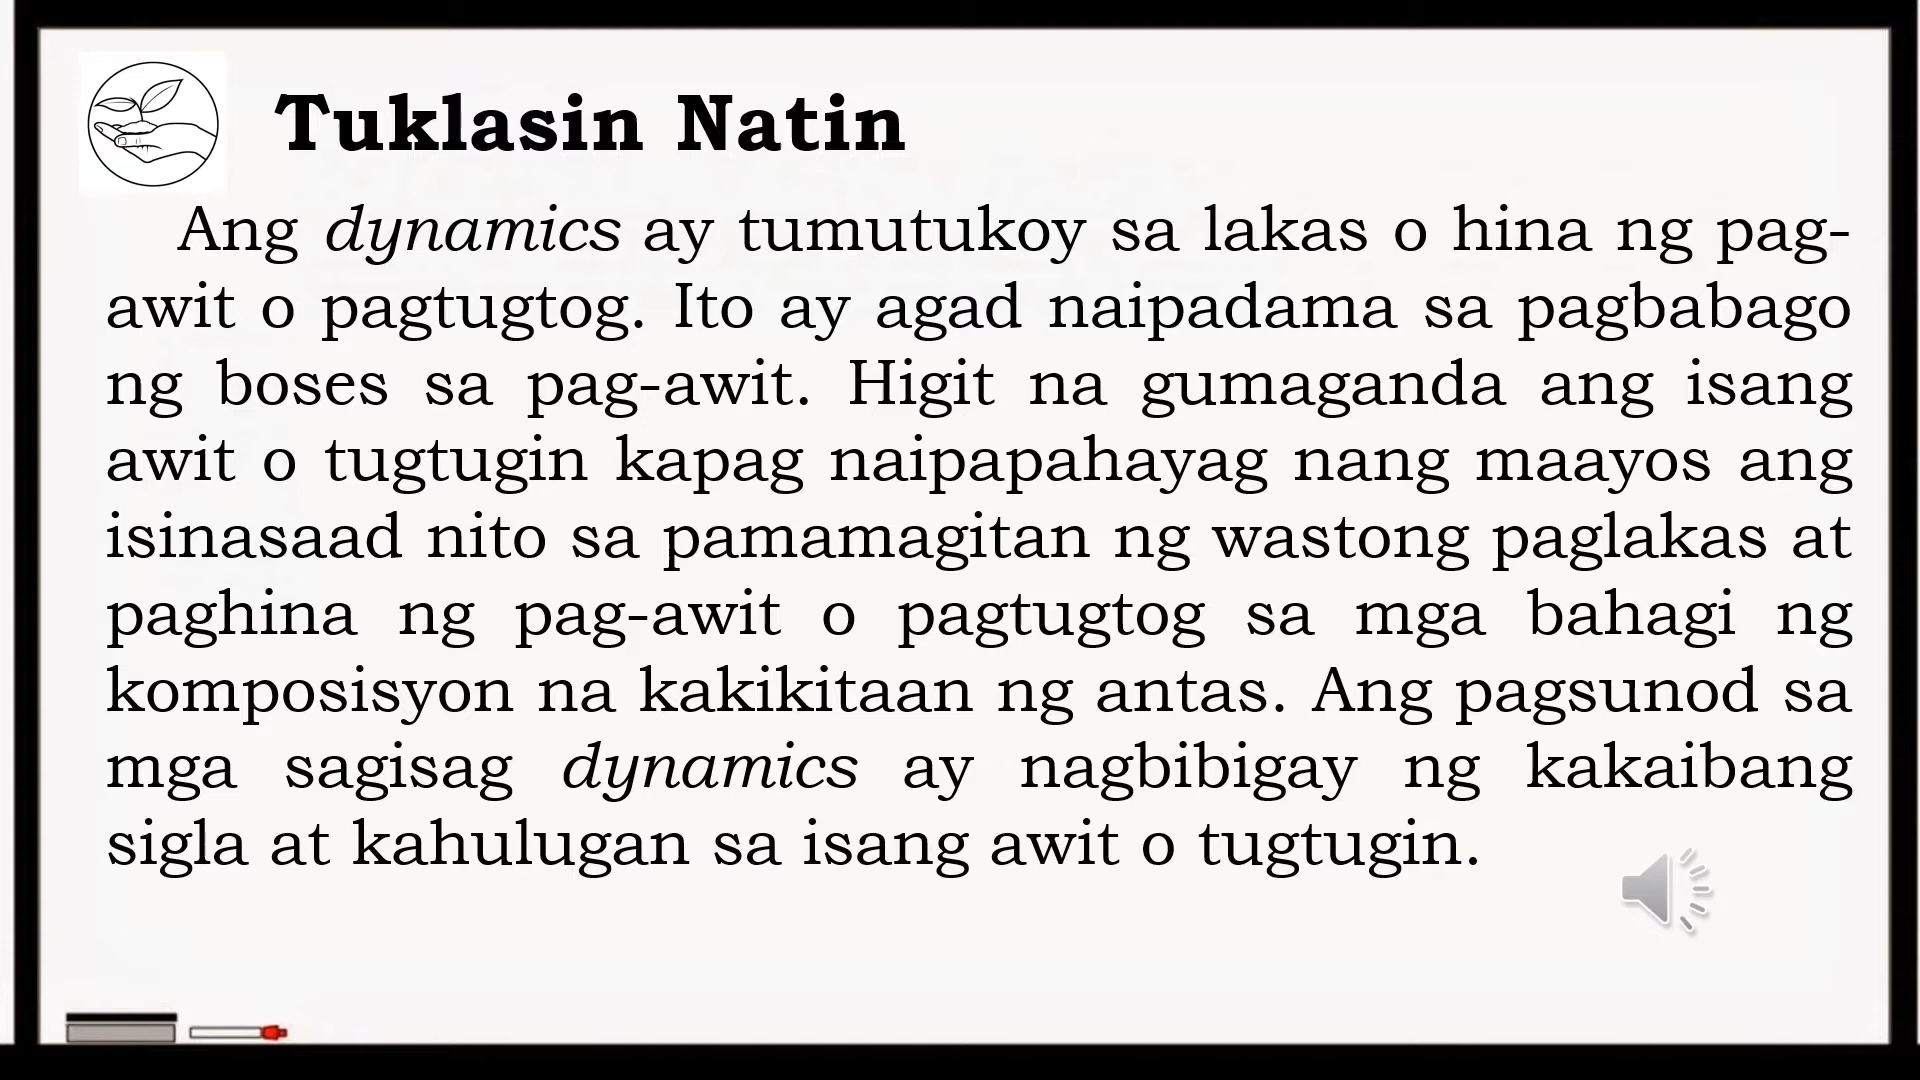 Tuklasin Natin
Ang dynamics ay tumutukoy sa lakas o hina ng pag-
awit o pagtugtog. Ito ay agad naipadama sa pagbabago
ng boses sa pag-awit. Higit na gumaganda ang isang
awit o tugtugin kapag naipapahayag nang maayos ang
isinasaad nito sa pamamagitan ng wastong paglakas at
paghina ng pag-awit o pagtugtog sa mga bahagi ng
komposisyon na kakikitaan ng antas. Ang pagsunod sa
mga sagisag dynamics ay nagbibigay ng kakaibang
sigla at kahulugan sa isang awit o tugtugin.